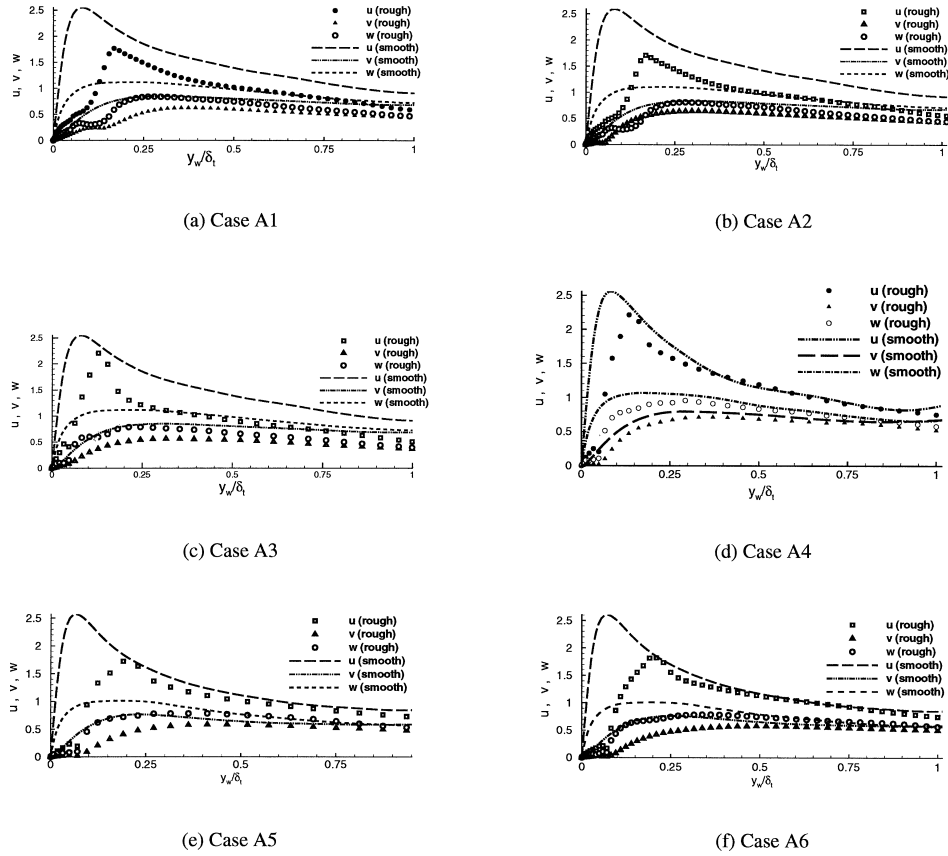 u (rough)
v (rough)
w (rough)
u (smooth)
v (smooth)
w (smooth)
u , v , w
2.5
2
1.5
1
0.5
0
0 0.25 0.5 0.75 1
y_w/δ_t
(a) Case A1
u (rough)
v (rough)
w (rough)
u (smooth)
v (smooth)
w (smooth)
u , v , w
2.5
2
1.5
1
0.5
0
0 0.25 0.5 0.75 1
y_w/δ_t
(b) Case A2
u (rough)
v (rough)
w (rough)
u (smooth)
v (smooth)
w (smooth)
u , v , w
2.5
2
1.5
1
0.5
0
0 0.25 0.5 0.75 1
y_w/δ_t
(c) Case A3
u (rough)
v (rough)
w (rough)
u (smooth)
v (smooth)
w (smooth)
u , v , w
2.5
2
1.5
1
0.5
0
0 0.25 0.5 0.75 1
y_w/δ_t
(d) Case A4
u (rough)
v (rough)
w (rough)
u (smooth)
v (smooth)
w (smooth)
u , v , w
2.5
2
1.5
1
0.5
0
0 0.25 0.5 0.75
y_w/δ_t
(e) Case A5
u (rough)
v (rough)
w (rough)
u (smooth)
v (smooth)
w (smooth)
u , v , w
2.5
2
1.5
1
0.5
0
0 0.25 0.5 0.75 1
y_w/δ_t
(f) Case A6